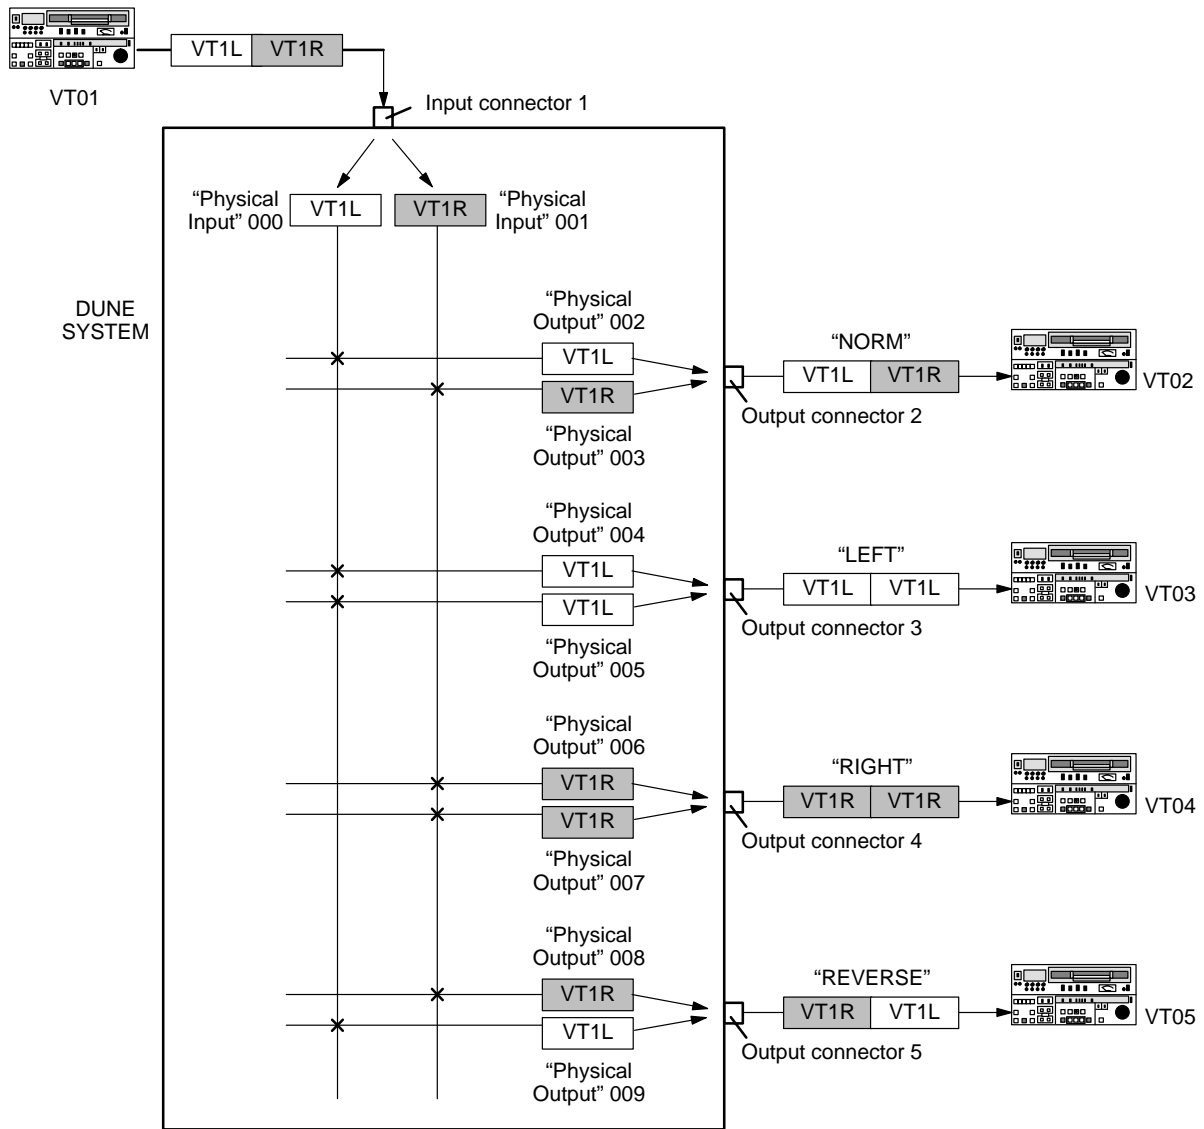 VT1L VT1R
VT01
Input connector 1
“Physical
Input” 000
VT1L
VT1R
“Physical
Input” 001
DUNE
SYSTEM
“Physical
Output” 002
VT1L
VT1R
“Physical
Output” 003
“NORM”
VT1L VT1R
VT02
Output connector 2
“Physical
Output” 004
VT1L
VT1L
“Physical
Output” 005
“LEFT”
VT1L VT1L
VT03
Output connector 3
“Physical
Output” 006
VT1R
VT1R
“Physical
Output” 007
“RIGHT”
VT1R VT1R
VT04
Output connector 4
“Physical
Output” 008
VT1R
VT1L
“Physical
Output” 009
“REVERSE”
VT1R VT1L
VT05
Output connector 5